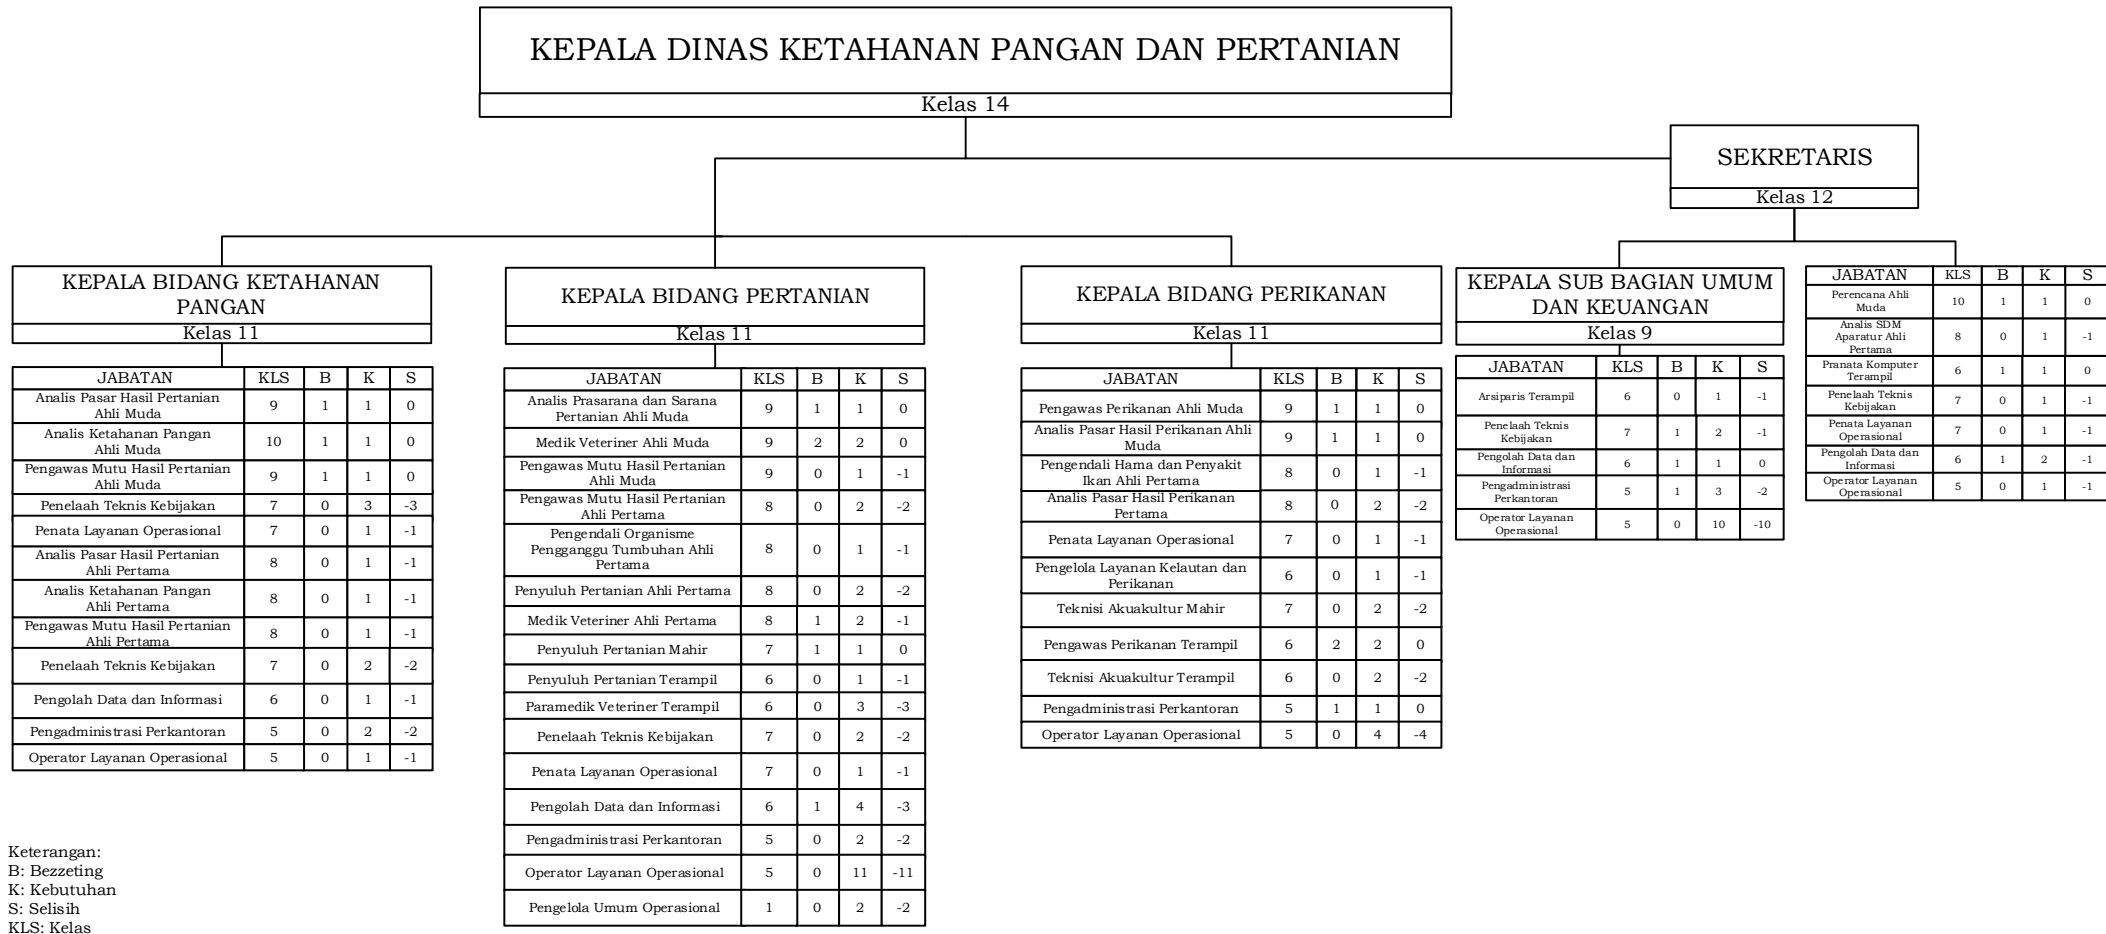 KEPALA DINAS KETAHANAN PANGAN DAN PERTANIAN
Kelas 14
SEKRETARIS
Kelas 12
KEPALA BIDANG KETAHANAN
PANGAN
Kelas 11
JABATAN KLS B K S
Analis Pasar Hasil Pertanian
Ahli Muda 9 1 1 0
Analis Ketahanan Pangan
Ahli Muda 10 1 1 0
Pengawas Mutu Hasil Pertanian
Ahli Muda 9 1 1 0
Penelaah Teknis Kebijakan 7 0 3 -3
Penata Layanan Operasional 7 0 1 -1
Analis Pasar Hasil Pertanian
Ahli Pertama 8 0 1 -1
Analis Ketahanan Pangan
Ahli Pertama 8 0 1 -1
Pengawas Mutu Hasil Pertanian
Ahli Pertama 8 0 1 -1
Penelaah Teknis Kebijakan 7 0 2 -2
Pengolah Data dan Informasi 6 0 1 -1
Pengadministrasi Perkantoran 5 0 2 -2
Operator Layanan Operasional 5 0 1 -1
KEPALA BIDANG PERTANIAN
Kelas 11
JABATAN KLS B K S
Analis Prasarana dan Sarana
Pertanian Ahli Muda 9 1 1 0
Medik Veteriner Ahli Muda 9 2 2 0
Pengawas Mutu Hasil Pertanian
Ahli Muda 9 0 1 -1
Pengawas Mutu Hasil Pertanian
Ahli Pertama 8 0 2 -2
Pengendali Organisme
Pengganggu Tumbuhan Ahli
Pertama 8 0 1 -1
Penyuluh Pertanian Ahli Pertama 8 0 2 -2
Medik Veteriner Ahli Pertama 8 1 2 -1
Penyuluh Pertanian Mahir 7 1 1 0
Penyuluh Pertanian Terampil 6 0 1 -1
Paramedik Veteriner Terampil 6 0 3 -3
Penelaah Teknis Kebijakan 7 0 2 -2
Penata Layanan Operasional 7 0 1 -1
Pengolah Data dan Informasi 6 1 4 -3
Pengadministrasi Perkantoran 5 0 2 -2
Operator Layanan Operasional 5 0 11 -11
Pengelola Umum Operasional 1 0 2 -2
KEPALA BIDANG PERIKANAN
Kelas 11
JABATAN KLS B K S
Pengawas Perikanan Ahli Muda 9 1 1 0
Analis Pasar Hasil Perikanan Ahli
Muda 9 1 1 0
Pengendali Hama dan Penyakit
Ikan Ahli Pertama 8 0 1 -1
Analis Pasar Hasil Perikanan
Pertama 8 0 2 -2
Penata Layanan Operasional 7 0 1 -1
Pengelola Layanan Kelautan dan
Perikanan 6 0 1 -1
Teknisi Akuakultur Mahir 7 0 2 -2
Pengawas Perikanan Terampil 6 2 2 0
Teknisi Akuakultur Terampil 6 0 2 -2
Pengadministrasi Perkantoran 5 1 1 0
Operator Layanan Operasional 5 0 4 -4
KEPALA SUB BAGIAN UMUM
DAN KEUANGAN
Kelas 9
JABATAN KLS B K S
Arsiparis Terampil 6 0 1 -1
Penelaah Teknis
Kebijakan 7 1 2 -1
Pengolah Data dan
Informasi 6 1 1 0
Pengadministrasi
Perkantoran 5 1 3 -2
Operator Layanan
Operasional 5 0 10 -10
JABATAN KLS B K S
Perencana Ahli
Muda 10 1 1 0
Analis SDM
Aparatur Ahli
Pertama 8 0 1 -1
Pranata Komputer
Terampil 6 1 1 0
Penelaah Teknis
Kebijakan 7 0 1 -1
Penata Layanan
Operasional 7 0 1 -1
Pengolah Data dan
Informasi 6 1 2 -1
Operator Layanan
Operasional 5 0 1 -1
Keterangan:
B: Bezzeting
K: Kebutuhan
S: Selisih
KLS: Kelas